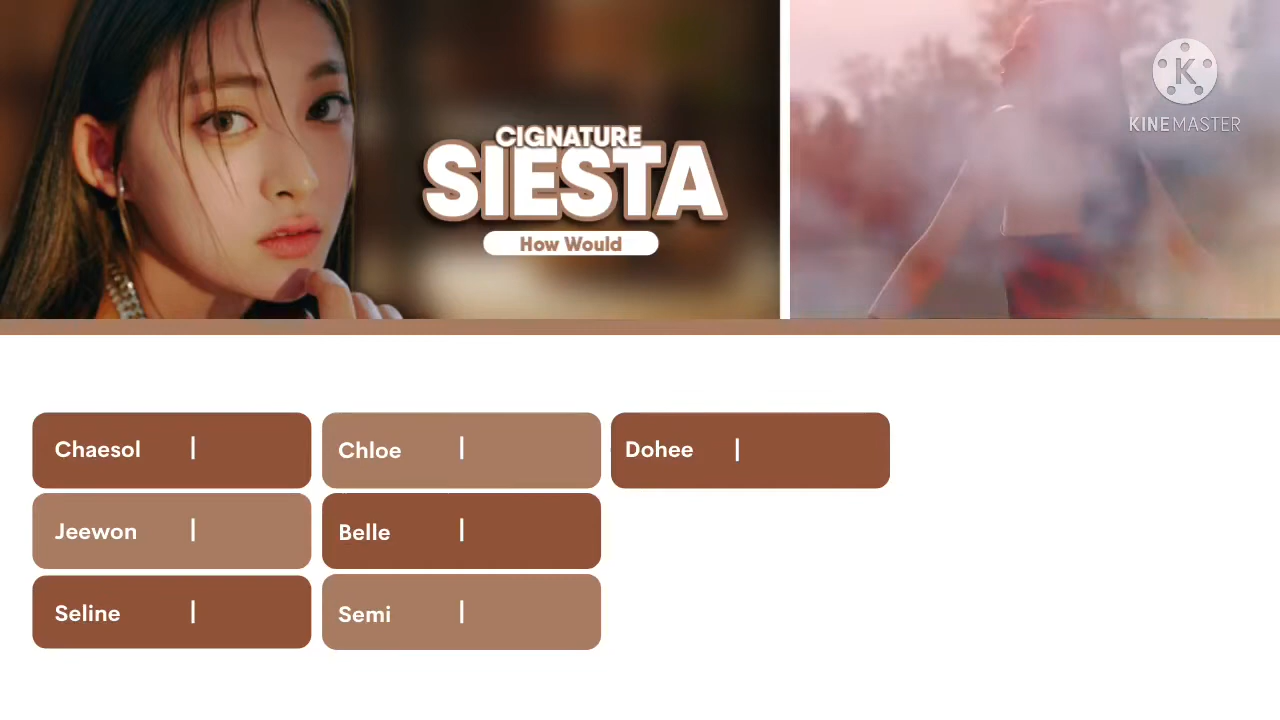 CIGNATURE
SIESTA
How Would
KINEMASTER
Chaesol |
Chloe |
Dohee |
Jeewon |
Belle |
Seline |
Semi |